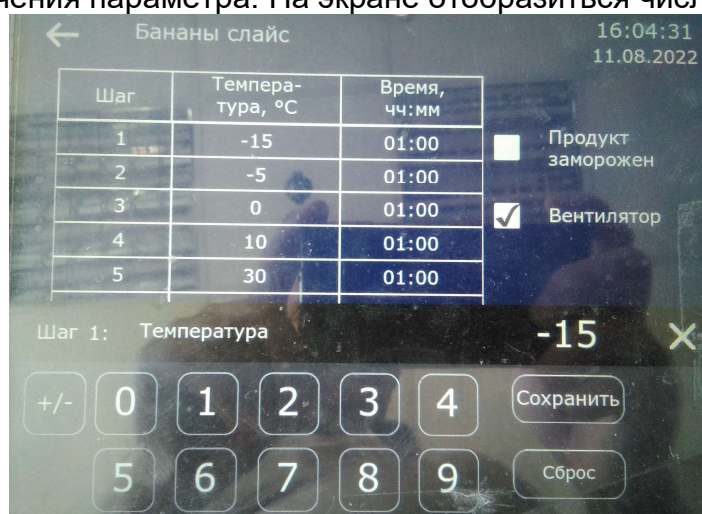 чения параметра. На экране отобразиться числ
Бананы слайс
16:04:31
11.08.2022
Шаг
Темпера-
тура, °C
Время,
чч:мм
1 -15 01:00
2 -5 01:00
3 0 01:00
4 10 01:00
5 30 01:00
Продукт
заморожен
Вентилятор
Шаг 1: Температура -15
+/- 0 1 2 3 4 Сохранить
5 6 7 8 9 Сброс